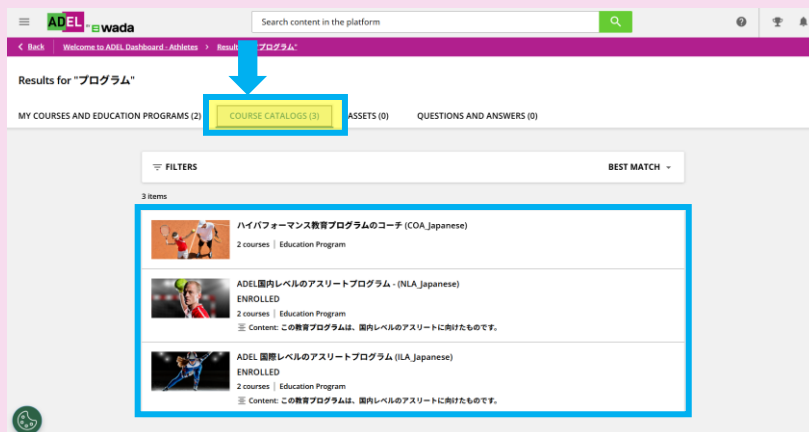 ADEL BY wada
Search content in the platform
Back Welcome to ADEL Dashboard - Athletes Results for "プログラム"
Results for "プログラム"
MY COURSES AND EDUCATION PROGRAMS (2) COURSE CATALOGS (3) ASSETS (0) QUESTIONS AND ANSWERS (0)
FILTERS BEST MATCH
3 items
ハイパフォーマンス教育プログラムのコーチ (COA_Japanese)
2 courses | Education Program
ADEL国内レベルのアスリートプログラム - (NLA_Japanese)
ENROLLED
2 courses | Education Program
Content: この教育プログラムは、国内レベルのアスリートに向けたものです。
ADEL 国際レベルのアスリートプログラム (ILA_Japanese)
ENROLLED
2 courses | Education Program
Content: この教育プログラムは、国内レベルのアスリートに向けたものです。